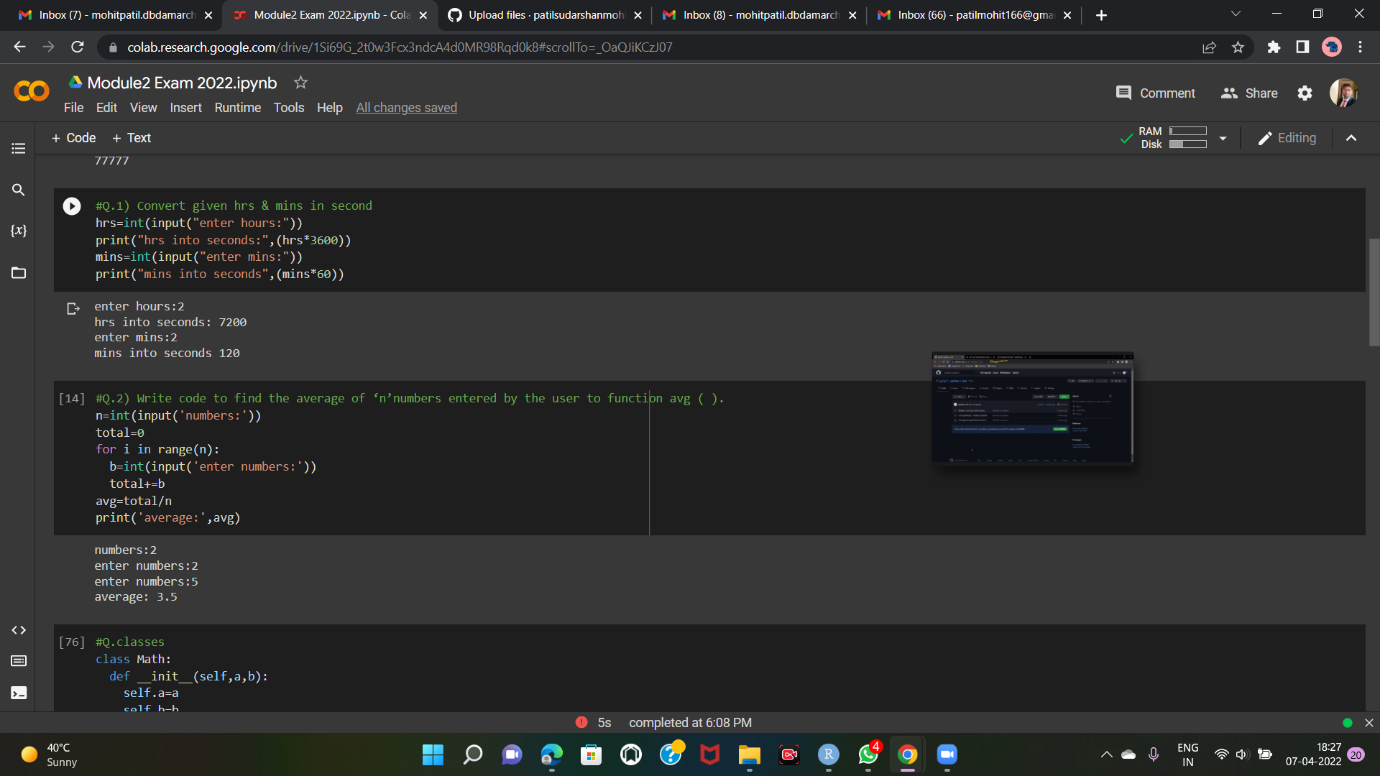 Inbox (7) - mohitpatil.dbdamarch
Module2 Exam 2022.ipynb - Cola
Upload files · patilsudarshanmohi
Inbox (8) - mohitpatil.dbdamarch
Inbox (66) - patilmohit166@gma
colab.research.google.com/drive/1Si69G_2t0w3Fcx3ndcA4d0MR98Rqd0k8#scrollTo=_OaQJiKCzJ07
Module2 Exam 2022.ipynb
Comment
Share
File Edit View Insert Runtime Tools Help All changes saved
+ Code + Text
RAM
Disk
Editing
77777
#Q.1) Convert given hrs & mins in second
hrs=int(input("enter hours:"))
print("hrs into seconds:",(hrs*3600))
mins=int(input("enter mins:"))
print("mins into seconds",(mins*60))
enter hours:2
hrs into seconds: 7200
enter mins:2
mins into seconds 120
[14] #Q.2) Write code to find the average of ‘n’numbers entered by the user to function avg ( ).
n=int(input('numbers:'))
total=0
for i in range(n):
  b=int(input('enter numbers:'))
  total+=b
avg=total/n
print('average:',avg)
numbers:2
enter numbers:2
enter numbers:5
average: 3.5
[76] #Q.classes
class Math:
  def __init__(self,a,b):
    self.a=a
    self.b=b
5s completed at 6:08 PM
40°C
Sunny
4
ENG
IN
18:27
07-04-2022
20